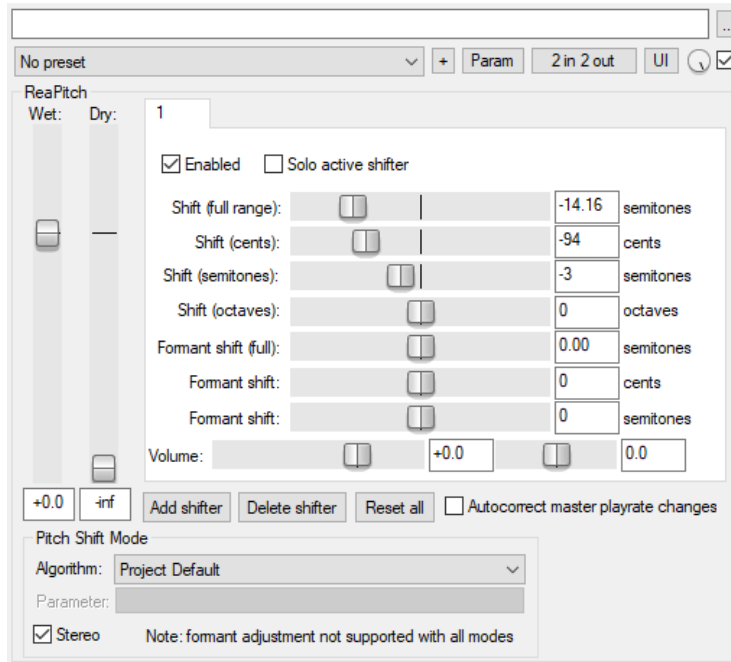 ...
No preset + Param 2 in 2 out UI
ReaPitch
Wet: Dry: 1
Enabled Solo active shifter
Shift (full range): -14.16 semitones
Shift (cents): -94 cents
Shift (semitones): -3 semitones
Shift (octaves): 0 octaves
Formant shift (full): 0.00 semitones
Formant shift: 0 cents
Formant shift: 0 semitones
Volume: +0.0 0.0
+0.0 -inf Add shifter Delete shifter Reset all Autocorrect master playrate changes
Pitch Shift Mode
Algorithm: Project Default
Parameter:
Stereo Note: formant adjustment not supported with all modes